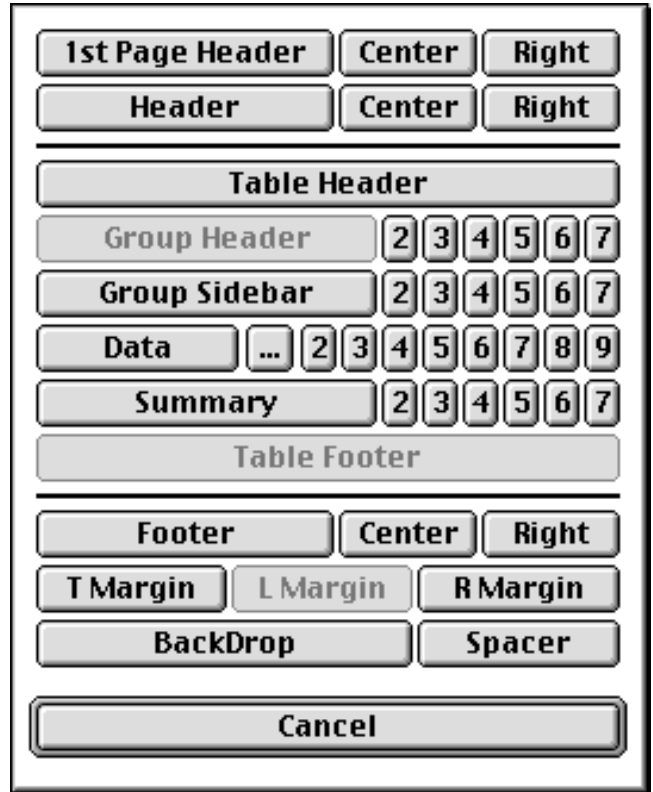 1st Page Header Center Right
Header Center Right
Table Header
Group Header 2 3 4 5 6 7
Group Sidebar 2 3 4 5 6 7
Data ... 2 3 4 5 6 7 8 9
Summary 2 3 4 5 6 7
Table Footer
Footer Center Right
T Margin L Margin R Margin
BackDrop Spacer
Cancel